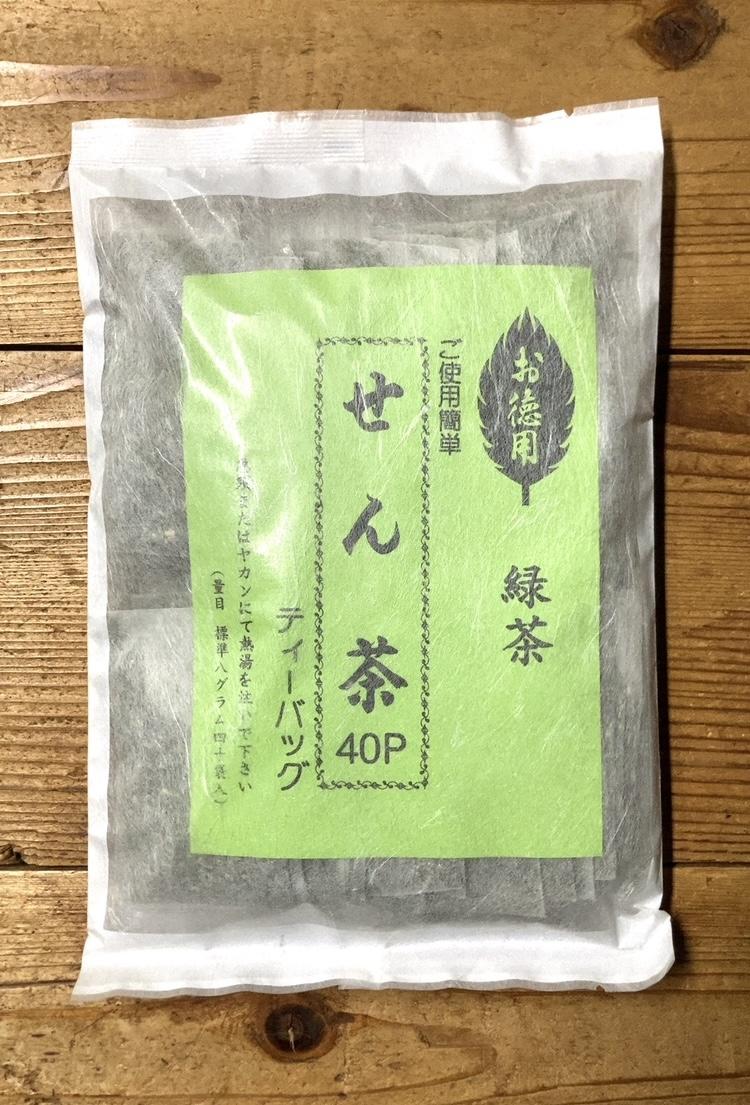 お徳用
緑茶
ご使用簡単
せん茶
40P
ティーバッグ
急須またはヤカンにて熱湯を注いで下さい
(量目 標準八グラム四十袋入)